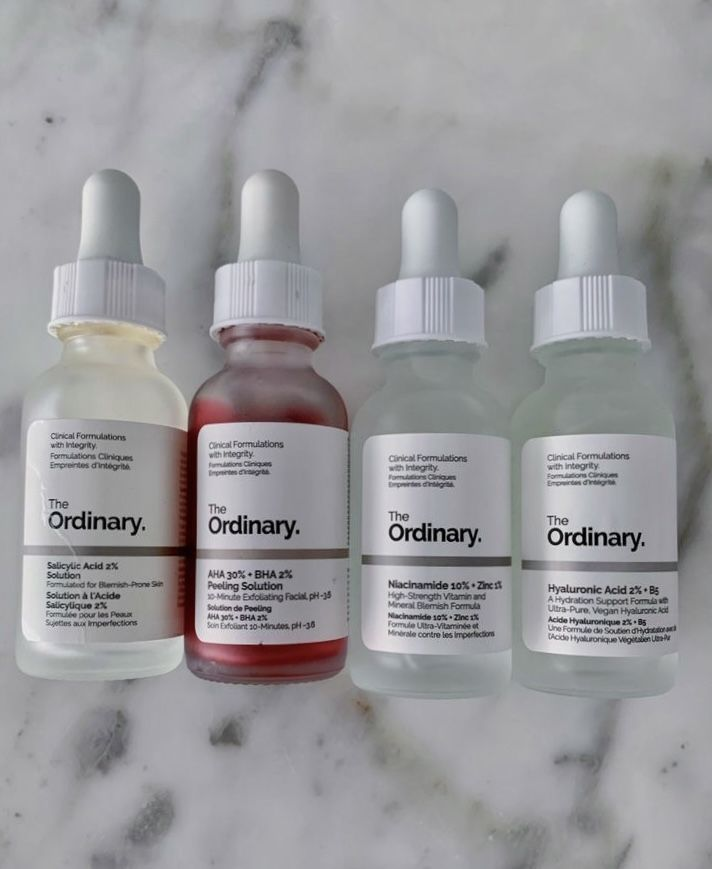 Clinical Formulations
with Integrity.
Formulations Cliniques
Empreintes d'Intégrité.
The
Ordinary.
Salicylic Acid 2%
Solution
Formulated for Blemish-Prone Skin
Solution à l'Acide
Salicylique 2%
Formulée pour les Peaux
Sujettes aux Imperfections
Clinical Formulations
with Integrity.
Formulations Cliniques
Empreintes d'Intégrité.
The
Ordinary.
AHA 30% + BHA 2%
Peeling Solution
10-Minute Exfoliating Facial, pH ~3.6
Solution de Peeling
AHA 30% + BHA 2%
Soin Exfoliant 10-Minutes, pH ~3.6
Clinical Formulations
with Integrity.
Formulations Cliniques
Empreintes d'Intégrité.
The
Ordinary.
Niacinamide 10% + Zinc 1%
High-Strength Vitamin and
Mineral Blemish Formula
Niacinamide 10% + Zinc 1%
Formule Ultra-Vitaminée et
Minérale contre les Imperfections
Clinical Formulations
with Integrity.
Formulations Cliniques
Empreintes d'Intégrité.
The
Ordinary.
Hyaluronic Acid 2% + B5
A Hydration Support Formula with
Ultra-Pure, Vegan Hyaluronic Acid
Acide Hyaluronique 2% + B5
Une Formule de Soutien d'Hydratation
l'Acide Hyaluronique Végétalien Ultra-Pur